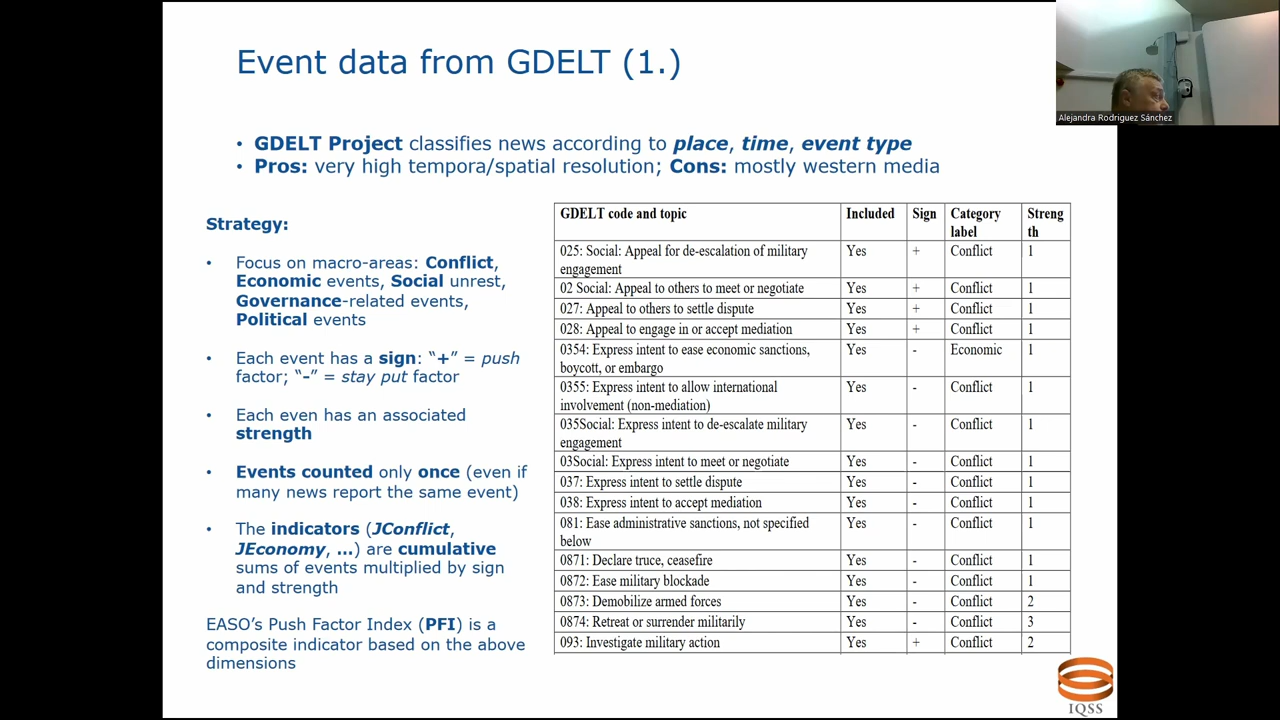 Event data from GDELT (1.)
Alejandra Rodriguez Sánchez
• GDELT Project classifies news according to place, time, event type
• Pros: very high tempora/spatial resolution; Cons: mostly western media
Strategy:
• Focus on macro-areas: Conflict,
Economic events, Social unrest,
Governance-related events,
Political events
• Each event has a sign: “+” = push
factor; “-” = stay put factor
• Each even has an associated
strength
• Events counted only once (even if
many news report the same event)
• The indicators (JConflict,
JEconomy, …) are cumulative
sums of events multiplied by sign
and strength
EASO’s Push Factor Index (PFI) is a
composite indicator based on the above
dimensions
GDELT code and topic Included Sign Category Streng
label th
025: Social: Appeal for de-escalation of military Yes + Conflict 1
engagement
02 Social: Appeal to others to meet or negotiate Yes + Conflict 1
027: Appeal to others to settle dispute Yes + Conflict 1
028: Appeal to engage in or accept mediation Yes + Conflict 1
0354: Express intent to ease economic sanctions, Yes - Economic 1
boycott, or embargo
0355: Express intent to allow international Yes - Conflict 1
involvement (non-mediation)
035Social: Express intent to de-escalate military Yes - Conflict 1
engagement
03Social: Express intent to meet or negotiate Yes - Conflict 1
037: Express intent to settle dispute Yes - Conflict 1
038: Express intent to accept mediation Yes - Conflict 1
081: Ease administrative sanctions, not specified Yes - Conflict 1
below
0871: Declare truce, ceasefire Yes - Conflict 1
0872: Ease military blockade Yes - Conflict 1
0873: Demobilize armed forces Yes - Conflict 2
0874: Retreat or surrender militarily Yes - Conflict 3
093: Investigate military action Yes + Conflict 2
IQSS